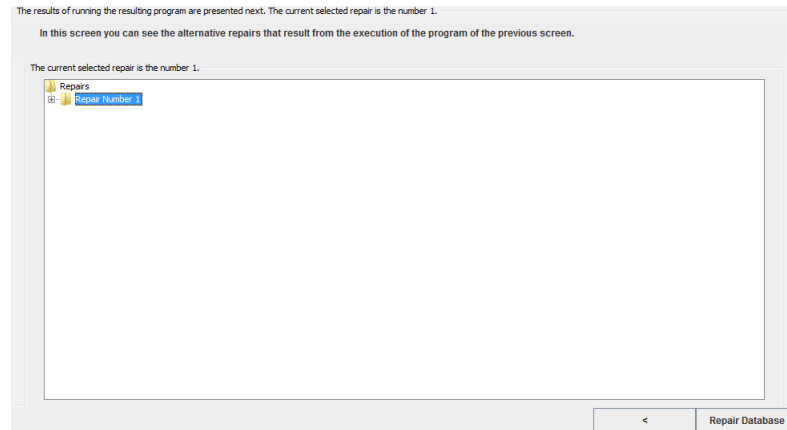 The results of running the resulting program are presented next. The current selected repair is the number 1.
In this screen you can see the alternative repairs that result from the execution of the program of the previous screen.
The current selected repair is the number 1.
Repairs
Repair Number 1
< Repair Database